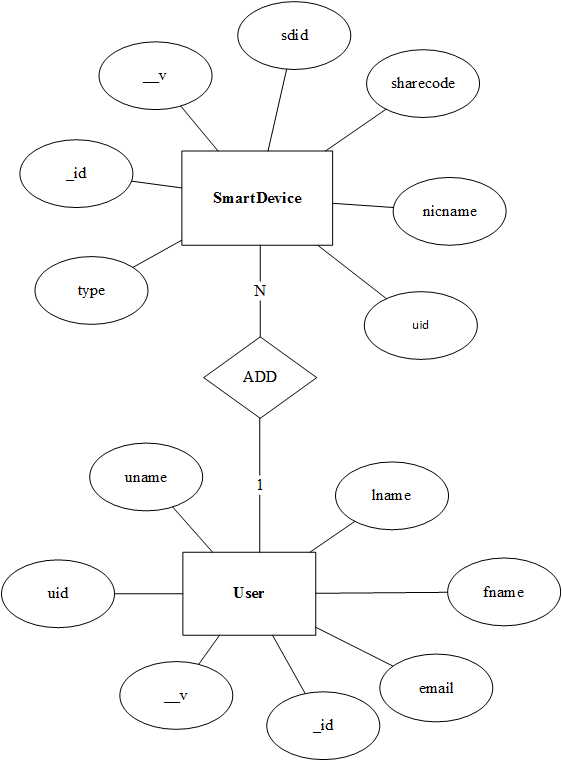 sdid
__v
sharecode
_id
SmartDevice
nicname
type
N
uid
ADD
uname
1
lname
uid
User
fname
__v
email
_id